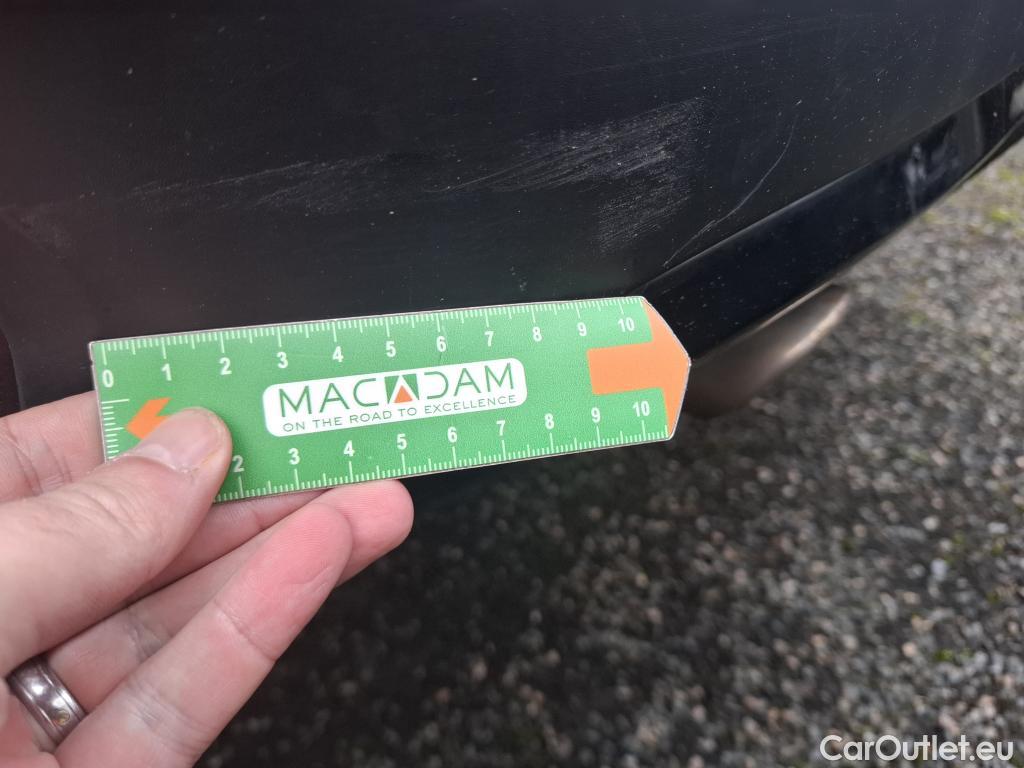 0 1 2 3 4 5 6 7 8 9 10
MACADAM
ON THE ROAD TO EXCELLENCE
2 3 4 5 6 7 8 9 10
CarOutlet.eu